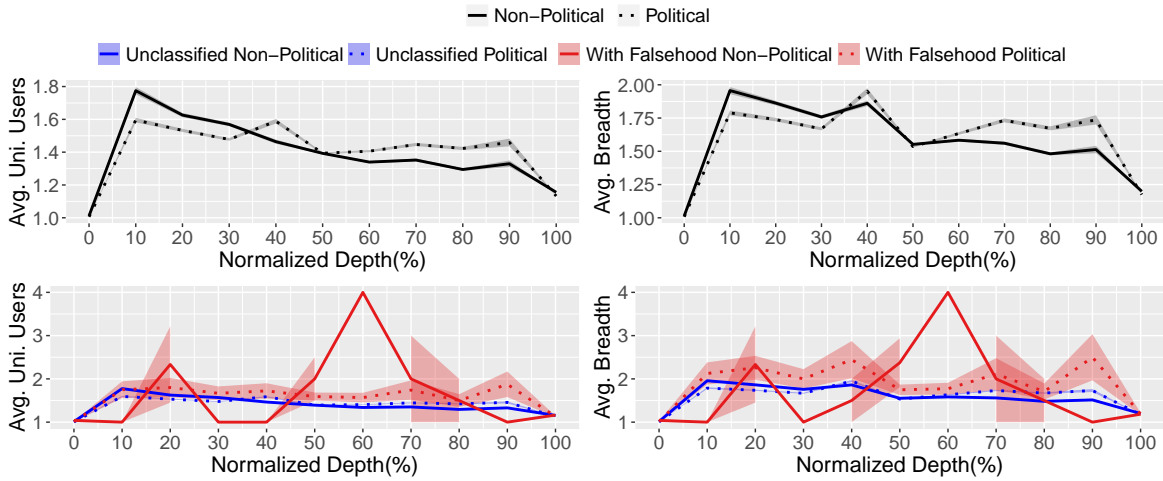 Non−Political Political
Unclassified Non−Political Unclassified Political With Falsehood Non−Political With Falsehood Political
Avg. Uni. Users
1.8
1.6
1.4
1.2
1.0
0 10 20 30 40 50 60 70 80 90 100
Normalized Depth(%)
Avg. Breadth
2.00
1.75
1.50
1.25
1.00
0 10 20 30 40 50 60 70 80 90 100
Normalized Depth(%)
Avg. Uni. Users
4
3
2
1
0 10 20 30 40 50 60 70 80 90 100
Normalized Depth(%)
Avg. Breadth
4
3
2
1
0 10 20 30 40 50 60 70 80 90 100
Normalized Depth(%)